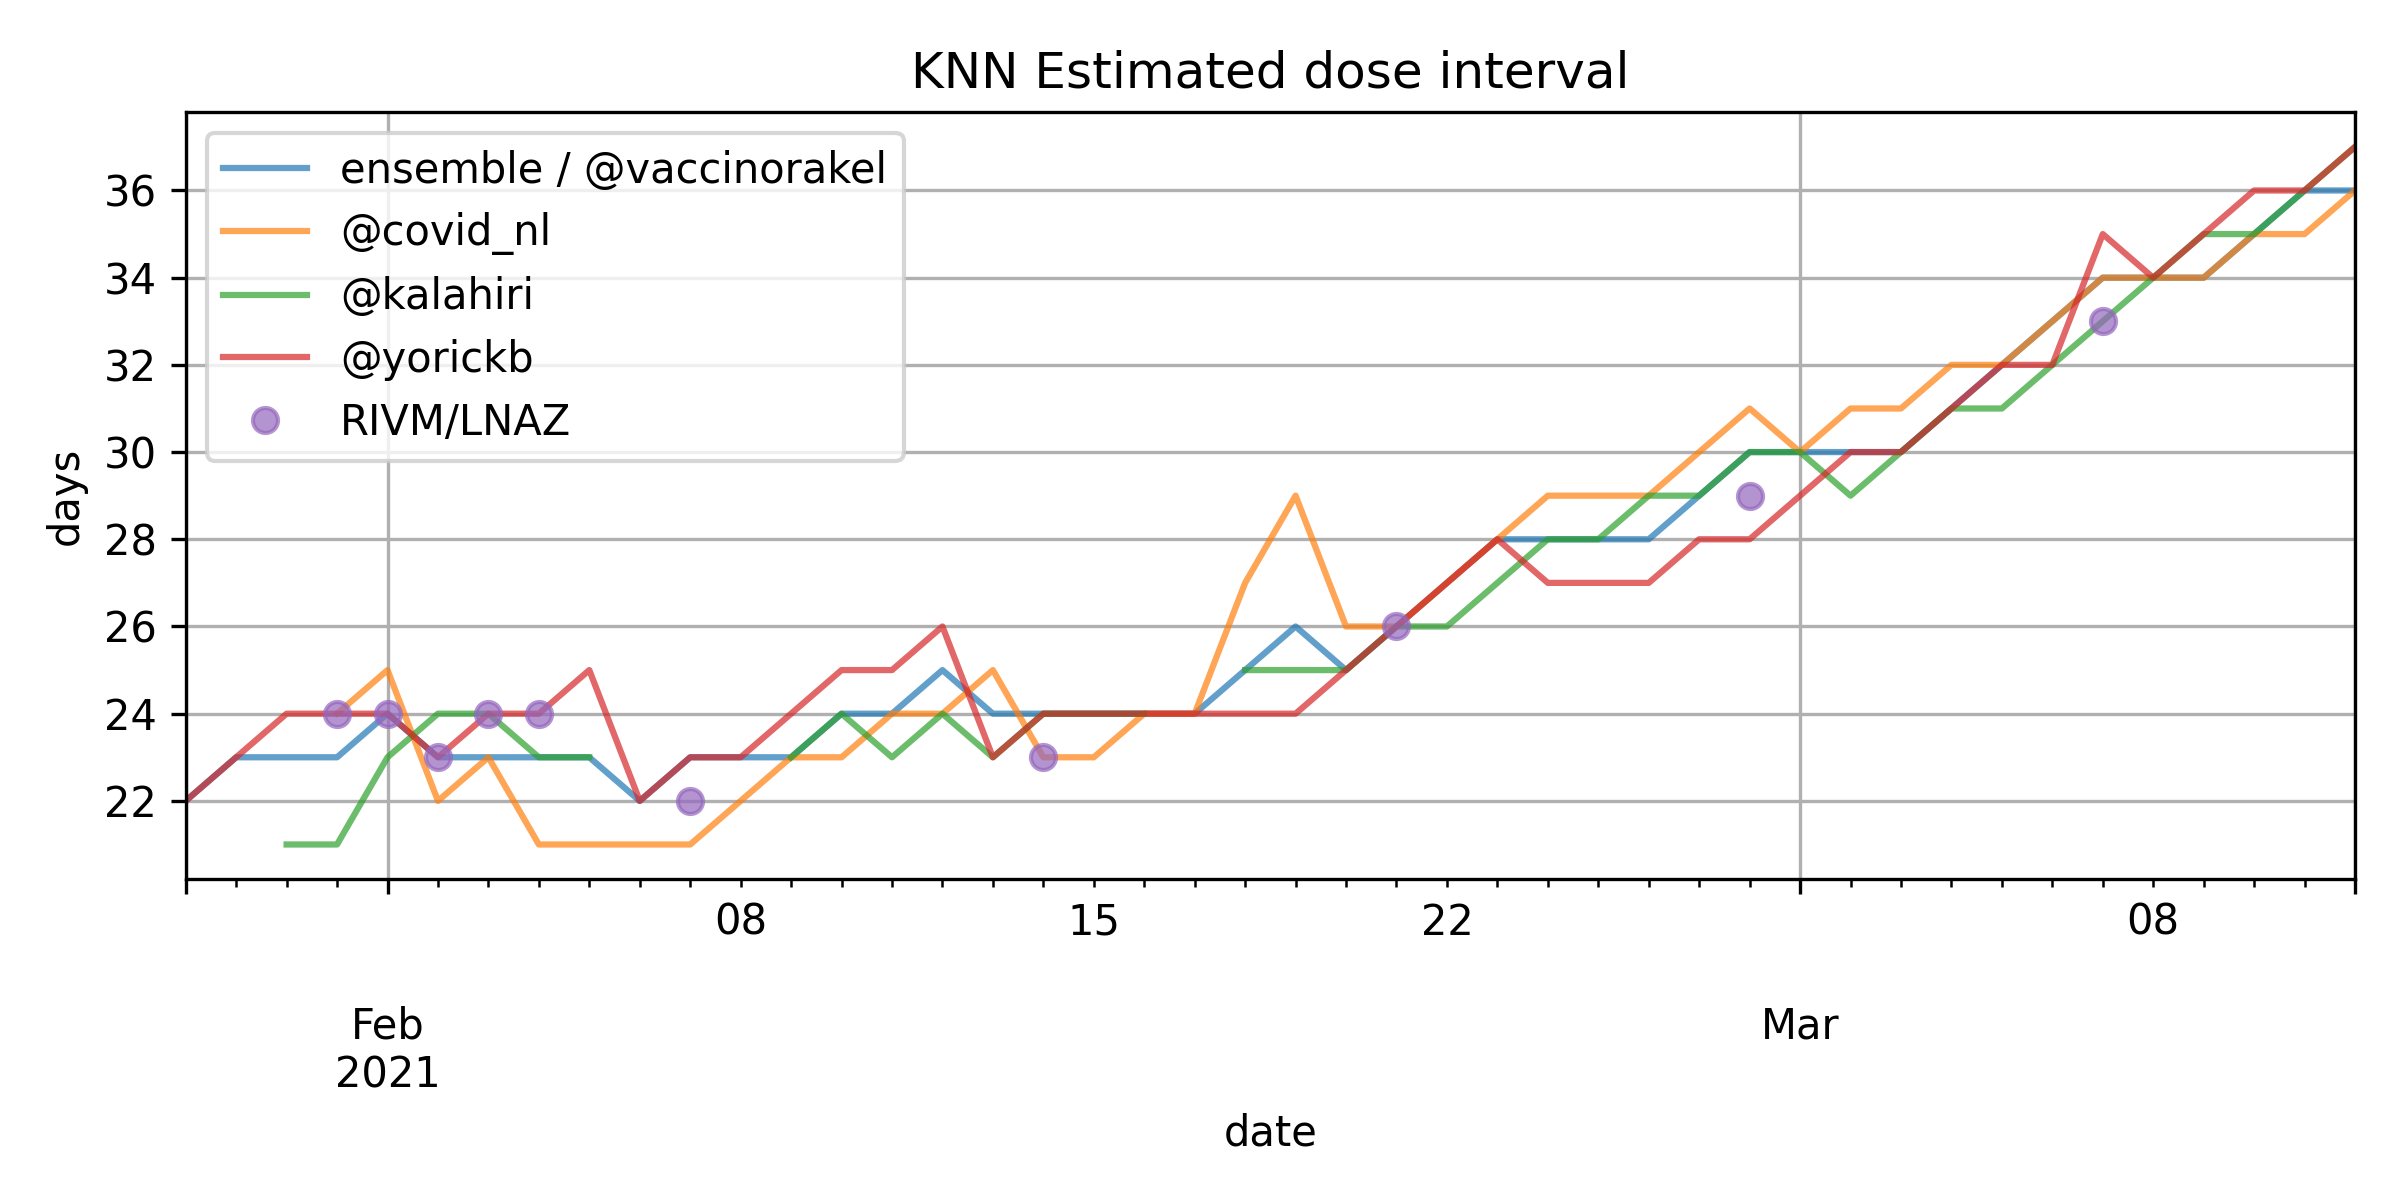 KNN Estimated dose interval
ensemble / @vaccinorakel
@covid_nl
@kalahiri
@yorickb
RIVM/LNAZ
days
36
34
32
30
28
26
24
22
08
15
22
08
Feb
2021
Mar
date